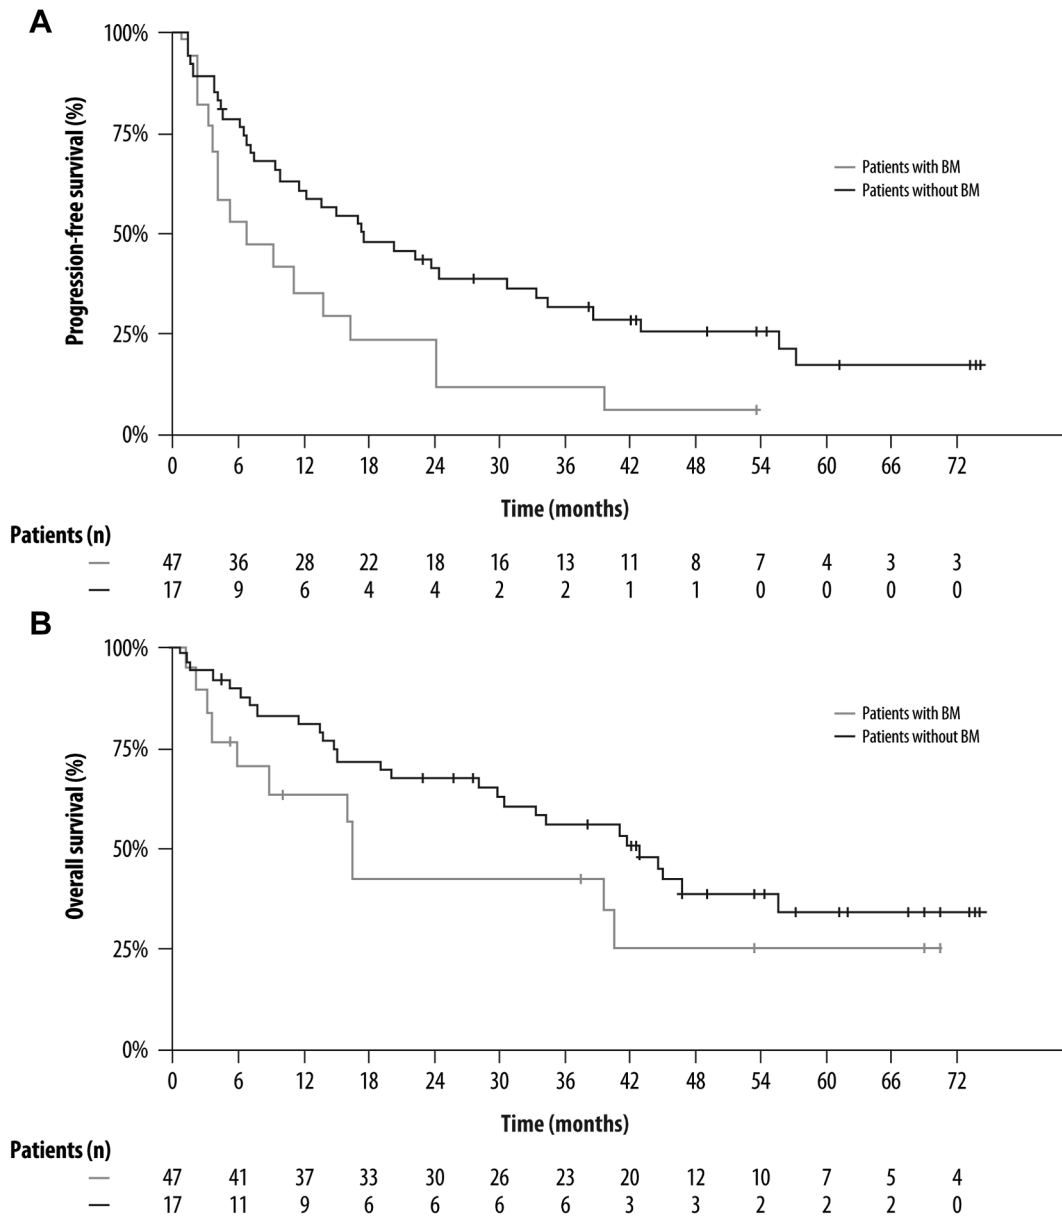 A
100%
75%
50%
25%
0%
Progression-free survival (%)
Patients with BM
Patients without BM
0 6 12 18 24 30 36 42 48 54 60 66 72
Time (months)
Patients (n)
47 36 28 22 18 16 13 11 8 7 4 3 3
17 9 6 4 4 2 2 1 1 0 0 0 0
B
100%
75%
50%
25%
0%
Overall survival (%)
Patients with BM
Patients without BM
0 6 12 18 24 30 36 42 48 54 60 66 72
Time (months)
Patients (n)
47 41 37 33 30 26 23 20 12 10 7 5 4
17 11 9 6 6 6 6 3 3 2 2 2 0